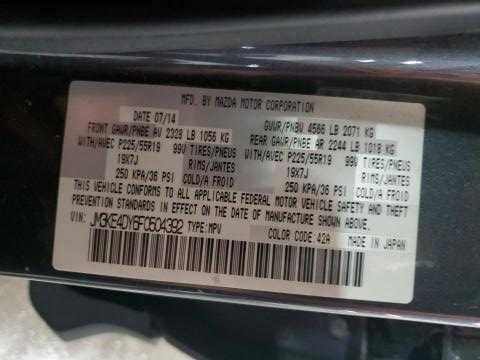 MFD. BY MAZDA MOTOR CORPORATION
DATE 07/14 GVWR/PNBV 4566 LB 2071 KG
FRONT GAWR/PNBE AV 2328 LB 1056 KG REAR GAWR/PNBE AR 2244 LB 1018 KG
WITH/AVEC P225/55R19 99V TIRES/PNEUS WITH/AVEC P225/55R19 99V TIRES/PNEUS
19X7J RIMS/JANTES 19X7J RIMS/JANTES
250 KPA/36 PSI COLD/A FROID 250 KPA/36 PSI COLD/A FROID
THIS VEHICLE CONFORMS TO ALL APPLICABLE FEDERAL MOTOR VEHICLE SAFETY AND THEFT
PREVENTION STANDARDS IN EFFECT ON THE DATE OF MANUFACTURE SHOWN ABOVE.
VIN: JM3KE4DY6F0504392 TYPE: MPV COLOR CODE 42A MADE IN JAPAN